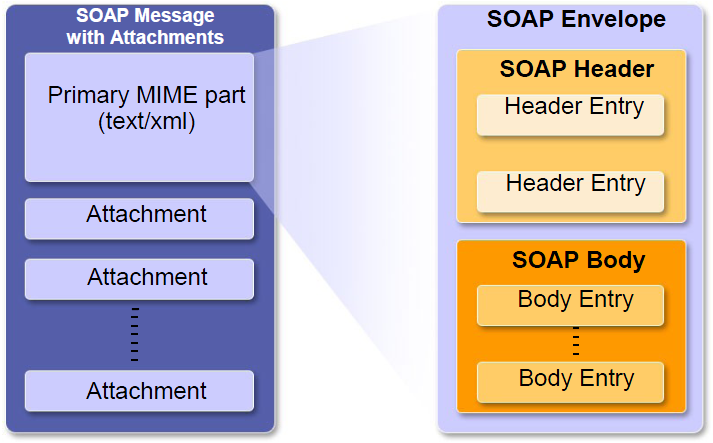 SOAP Message
with Attachments
Primary MIME part
(text/xml)
Attachment
Attachment
Attachment
SOAP Envelope
SOAP Header
Header Entry
Header Entry
SOAP Body
Body Entry
Body Entry